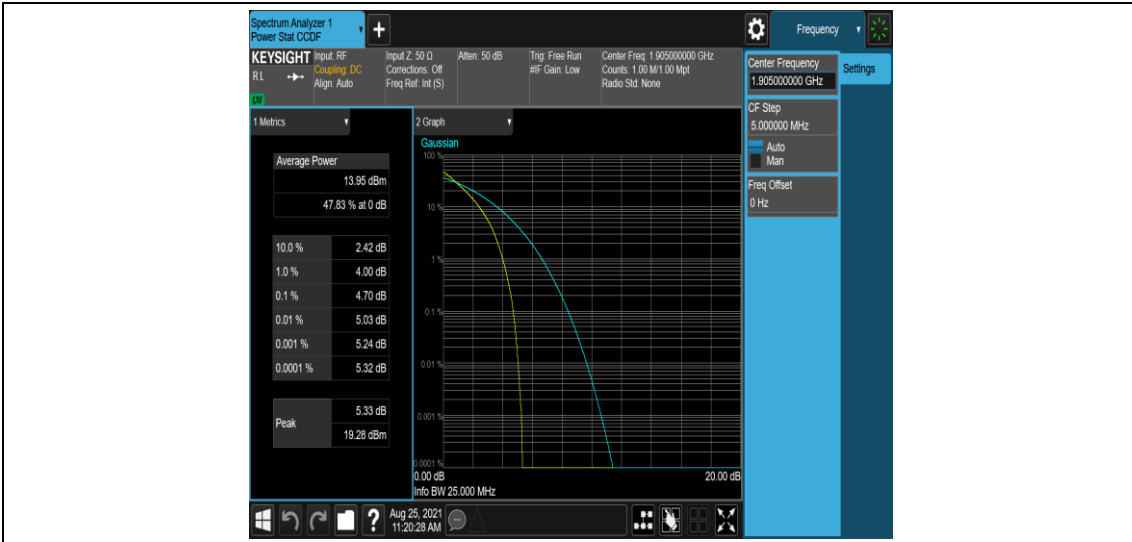 Spectrum Analyzer 1
Power Stat CCDF
+
Frequency
KEYSIGHT
Input: RF
Coupling: DC
Align: Auto
RL
LXI
Input Z: 50 Ω
Corrections: Off
Freq Ref: Int (S)
Atten: 50 dB
Trig: Free Run
#IF Gain: Low
Center Freq: 1.905000000 GHz
Counts: 1.00 M/1.00 Mpt
Radio Std: None
Center Frequency
1.905000000 GHz
Settings
CF Step
5.000000 MHz
Auto
Man
Freq Offset
0 Hz
1 Metrics
Average Power
13.95 dBm
47.83 % at 0 dB
10.0 % 2.42 dB
1.0 % 4.00 dB
0.1 % 4.70 dB
0.01 % 5.03 dB
0.001 % 5.24 dB
0.0001 % 5.32 dB
Peak
5.33 dB
19.28 dBm
2 Graph
Gaussian
100 %
10 %
1 %
0.1 %
0.01 %
0.001 %
0.0001 %
0.00 dB 20.00 dB
Info BW 25.000 MHz
?
Aug 25, 2021
11:20:28 AM